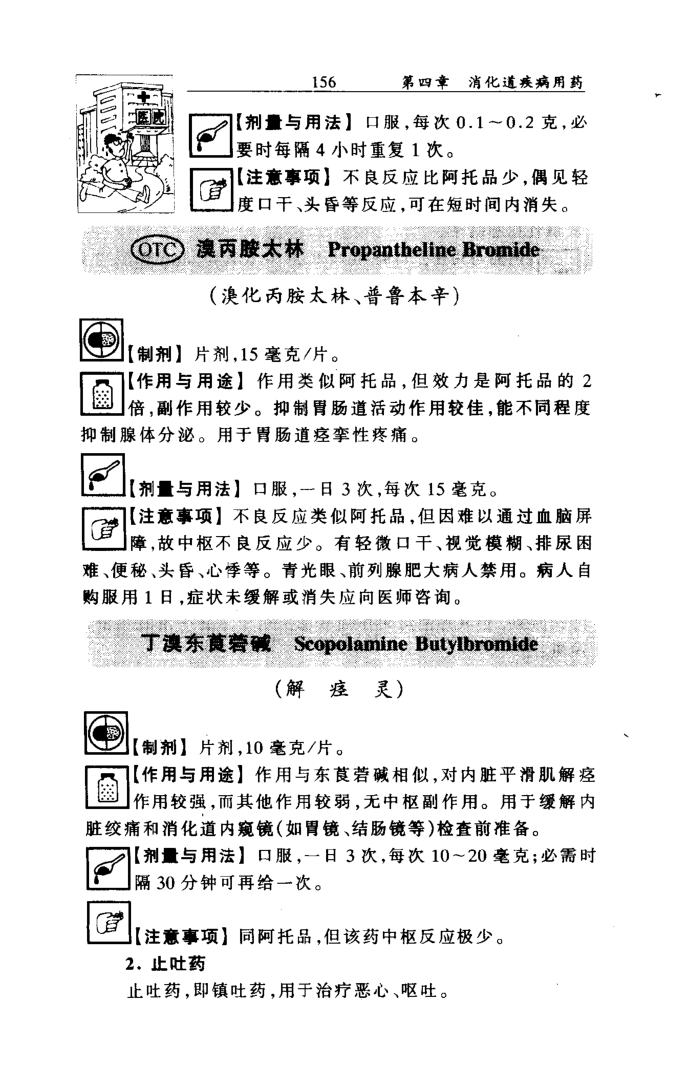 156 第四章 消化道疾病用药
医院
【剂量与用法】 口服,每次 0.1~0.2 克,必
要时每隔 4 小时重复 1 次。
【注意事项】 不良反应比阿托品少,偶见轻
度口干、头昏等反应,可在短时间内消失。
OTC 溴丙胺太林 Propantheline Bromide
(溴化丙胺太林、普鲁本辛)
【制剂】 片剂,15 毫克/片。
【作用与用途】 作用类似阿托品,但效力是阿托品的 2
倍,副作用较少。抑制胃肠道活动作用较佳,能不同程度
抑制腺体分泌。用于胃肠道痉挛性疼痛。
【剂量与用法】 口服,一日 3 次,每次 15 毫克。
【注意事项】 不良反应类似阿托品,但因难以通过血脑屏
障,故中枢不良反应少。有轻微口干、视觉模糊、排尿困
难、便秘、头昏、心悸等。青光眼、前列腺肥大病人禁用。病人自
购服用 1 日,症状未缓解或消失应向医师咨询。
丁溴东莨菪碱 Scopolamine Butylbromide
(解 痉 灵)
【制剂】 片剂,10 毫克/片。
【作用与用途】 作用与东莨菪碱相似,对内脏平滑肌解痉
作用较强,而其他作用较弱,无中枢副作用。用于缓解内
脏绞痛和消化道内窥镜(如胃镜、结肠镜等)检查前准备。
【剂量与用法】 口服,一日 3 次,每次 10~20 毫克;必需时
隔 30 分钟可再给一次。
【注意事项】 同阿托品,但该药中枢反应极少。
2. 止吐药
止吐药,即镇吐药,用于治疗恶心、呕吐。